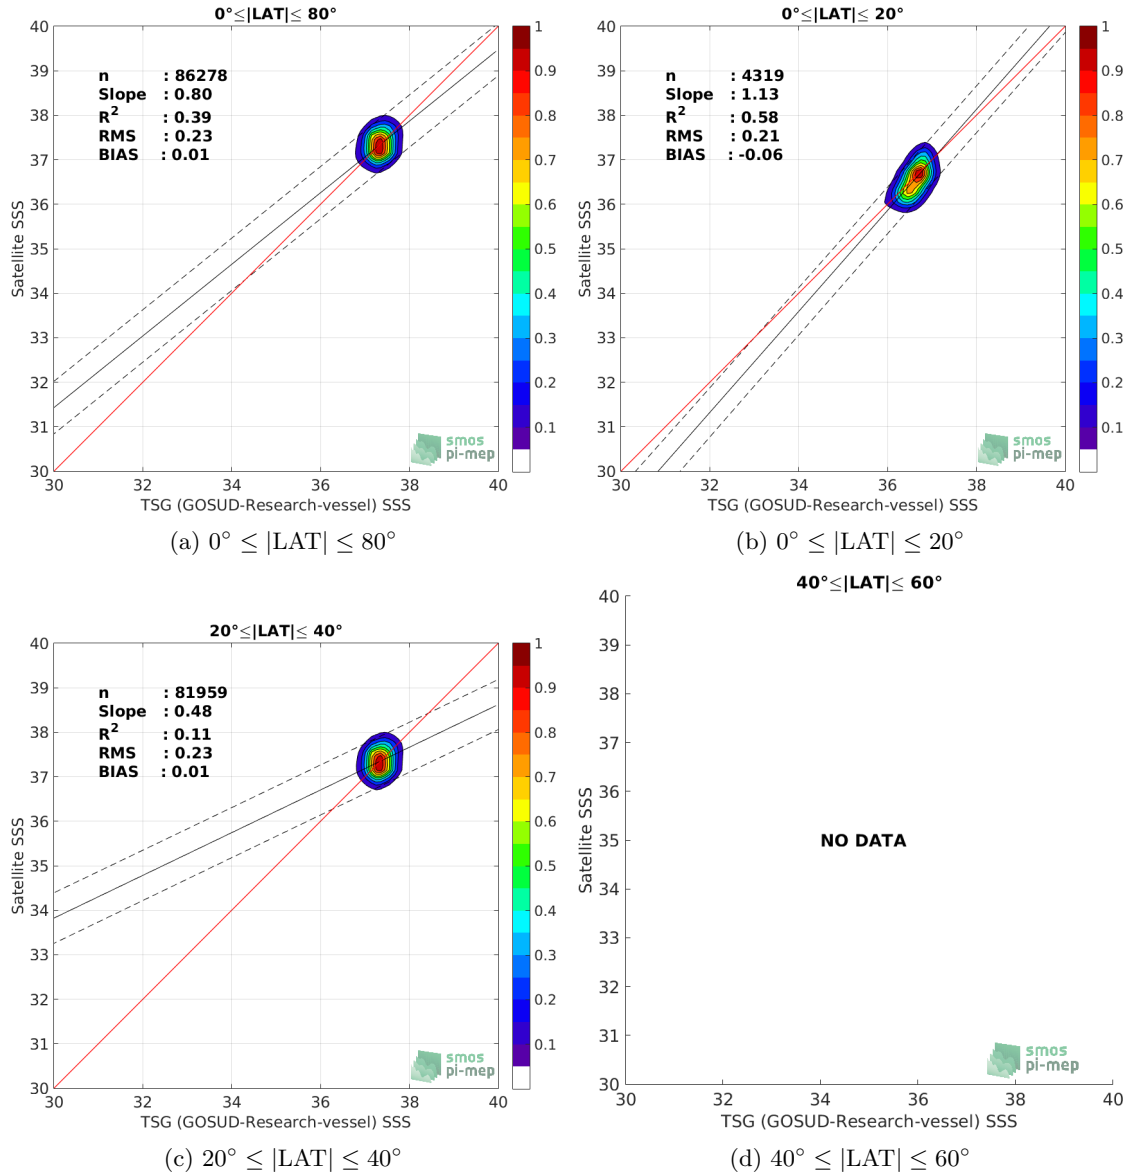 0°≤|LAT|≤ 80°
40
39
38
37
36
35
34
33
32
31
30
Satellite SSS
n : 86278
Slope : 0.80
R² : 0.39
RMS : 0.23
BIAS : 0.01
smos
pi-mep
30 32 34 36 38 40
TSG (GOSUD-Research-vessel) SSS
1
0.9
0.8
0.7
0.6
0.5
0.4
0.3
0.2
0.1
(a) 0° ≤ |LAT| ≤ 80°
0°≤|LAT|≤ 20°
40
39
38
37
36
35
34
33
32
31
30
Satellite SSS
n : 4319
Slope : 1.13
R² : 0.58
RMS : 0.21
BIAS : -0.06
smos
pi-mep
30 32 34 36 38 40
TSG (GOSUD-Research-vessel) SSS
1
0.9
0.8
0.7
0.6
0.5
0.4
0.3
0.2
0.1
(b) 0° ≤ |LAT| ≤ 20°
20°≤|LAT|≤ 40°
40
39
38
37
36
35
34
33
32
31
30
Satellite SSS
n : 81959
Slope : 0.48
R² : 0.11
RMS : 0.23
BIAS : 0.01
smos
pi-mep
30 32 34 36 38 40
TSG (GOSUD-Research-vessel) SSS
1
0.9
0.8
0.7
0.6
0.5
0.4
0.3
0.2
0.1
(c) 20° ≤ |LAT| ≤ 40°
40°≤|LAT|≤ 60°
40
39
38
37
36
35
34
33
32
31
30
Satellite SSS
NO DATA
smos
pi-mep
30 32 34 36 38 40
TSG (GOSUD-Research-vessel) SSS
(d) 40° ≤ |LAT| ≤ 60°